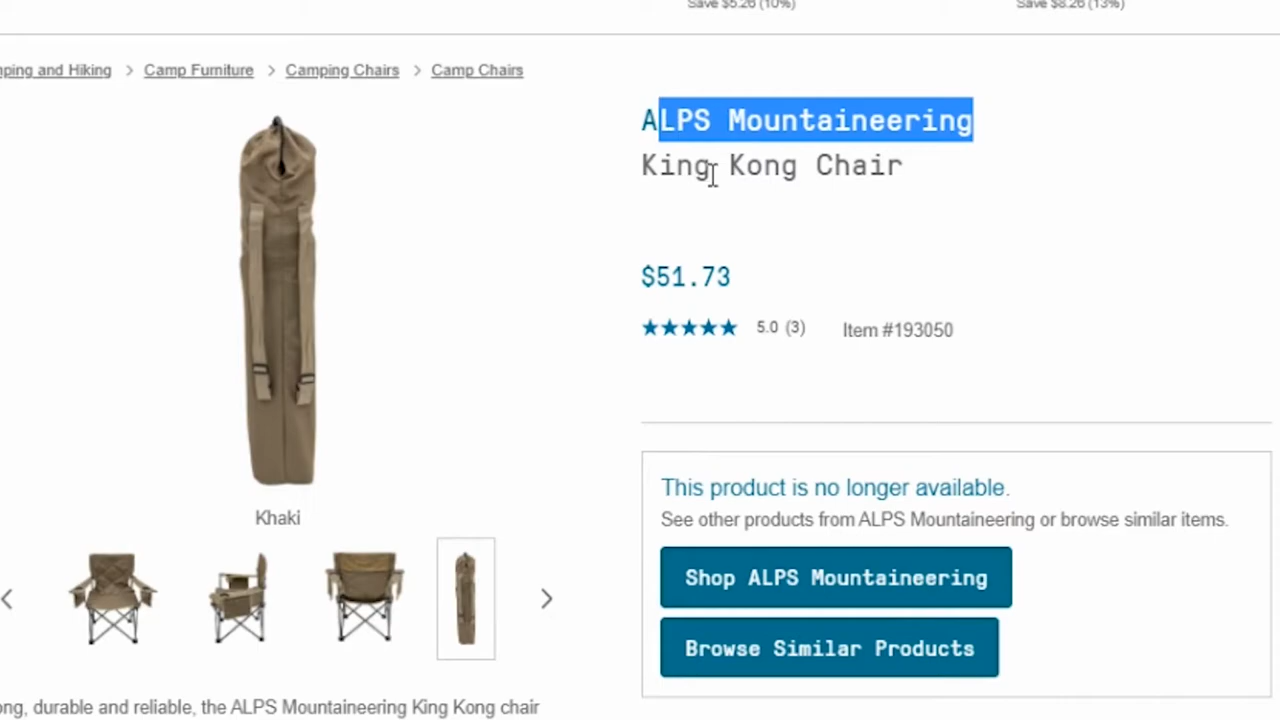 Save $5.26 (10%)
Save $8.26 (13%)
ping and Hiking > Camp Furniture > Camping Chairs > Camp Chairs
ALPS Mountaineering
King Kong Chair
$51.73
★★★★★ 5.0 (3) Item #193050
This product is no longer available.
See other products from ALPS Mountaineering or browse similar items.
Shop ALPS Mountaineering
Browse Similar Products
Khaki
ong, durable and reliable, the ALPS Mountaineering King Kong chair